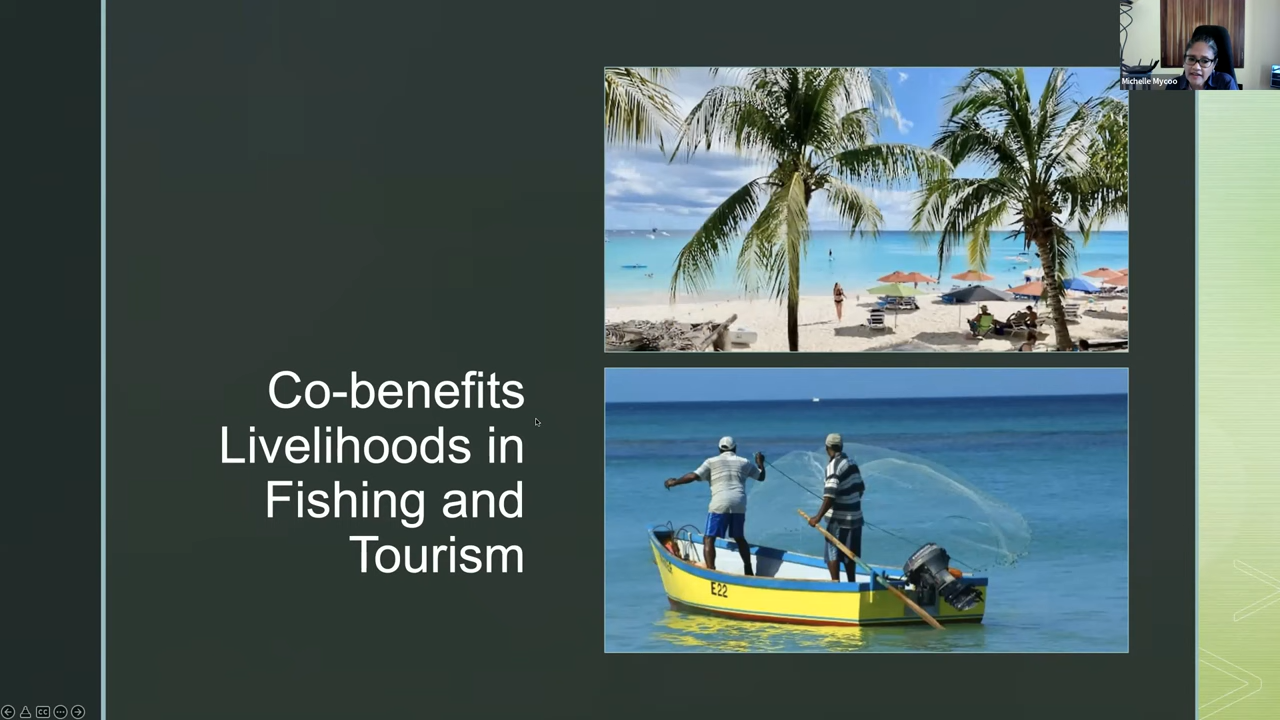 Michelle Mycoo
Co-benefits
Livelihoods in
Fishing and
Tourism
E22